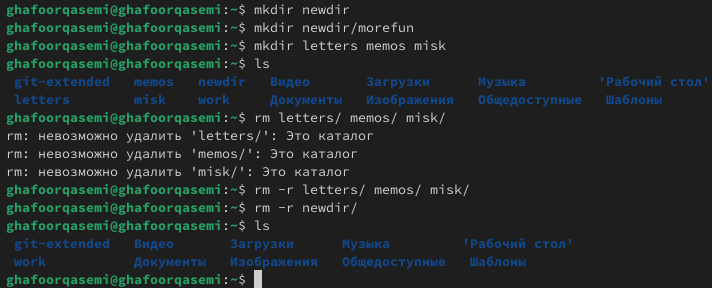 ghafoorqasemi@ghafoorqasemi:~$ mkdir newdir
ghafoorqasemi@ghafoorqasemi:~$ mkdir newdir/morefun
ghafoorqasemi@ghafoorqasemi:~$ mkdir letters memos misk
ghafoorqasemi@ghafoorqasemi:~$ ls
git-extended memos newdir Видео Загрузки Музыка 'Рабочий стол'
letters misk work Документы Изображения Общедоступные Шаблоны
ghafoorqasemi@ghafoorqasemi:~$ rm letters/ memos/ misk/
rm: невозможно удалить 'letters/': Это каталог
rm: невозможно удалить 'memos/': Это каталог
rm: невозможно удалить 'misk/': Это каталог
ghafoorqasemi@ghafoorqasemi:~$ rm -r letters/ memos/ misk/
ghafoorqasemi@ghafoorqasemi:~$ rm -r newdir/
ghafoorqasemi@ghafoorqasemi:~$ ls
git-extended Видео Загрузки Музыка 'Рабочий стол'
work Документы Изображения Общедоступные Шаблоны
ghafoorqasemi@ghafoorqasemi:~$